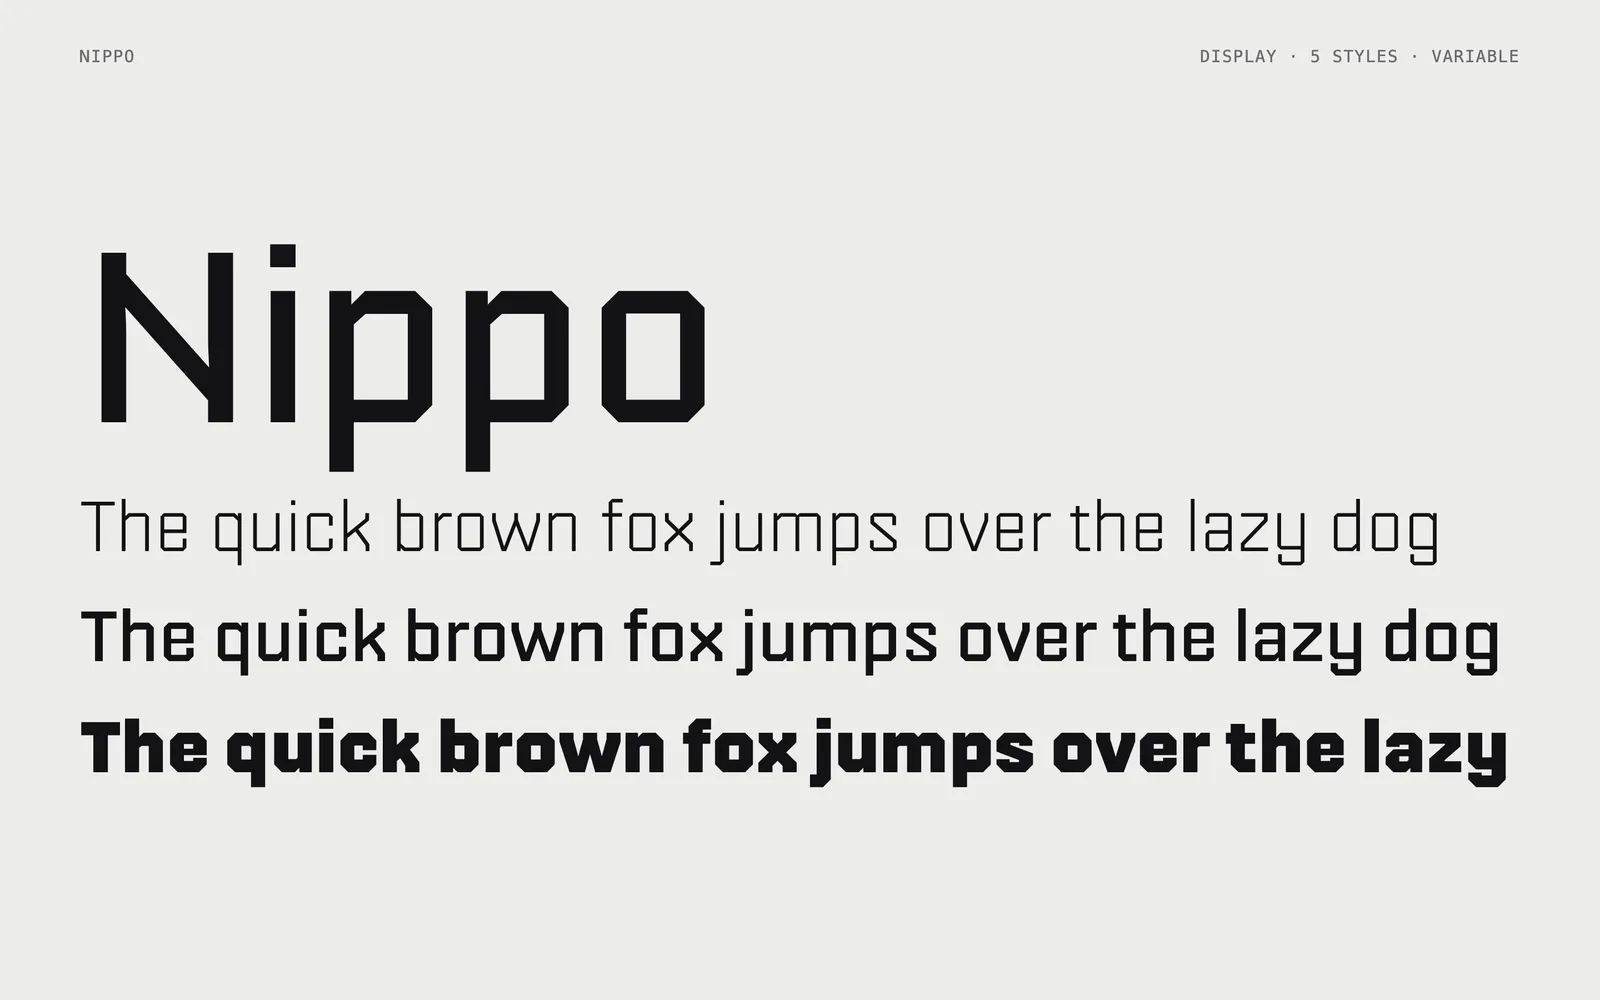 NIPPO
DISPLAY · 5 STYLES · VARIABLE
Nippo
The quick brown fox jumps over the lazy dog
The quick brown fox jumps over the lazy dog
The quick brown fox jumps over the lazy